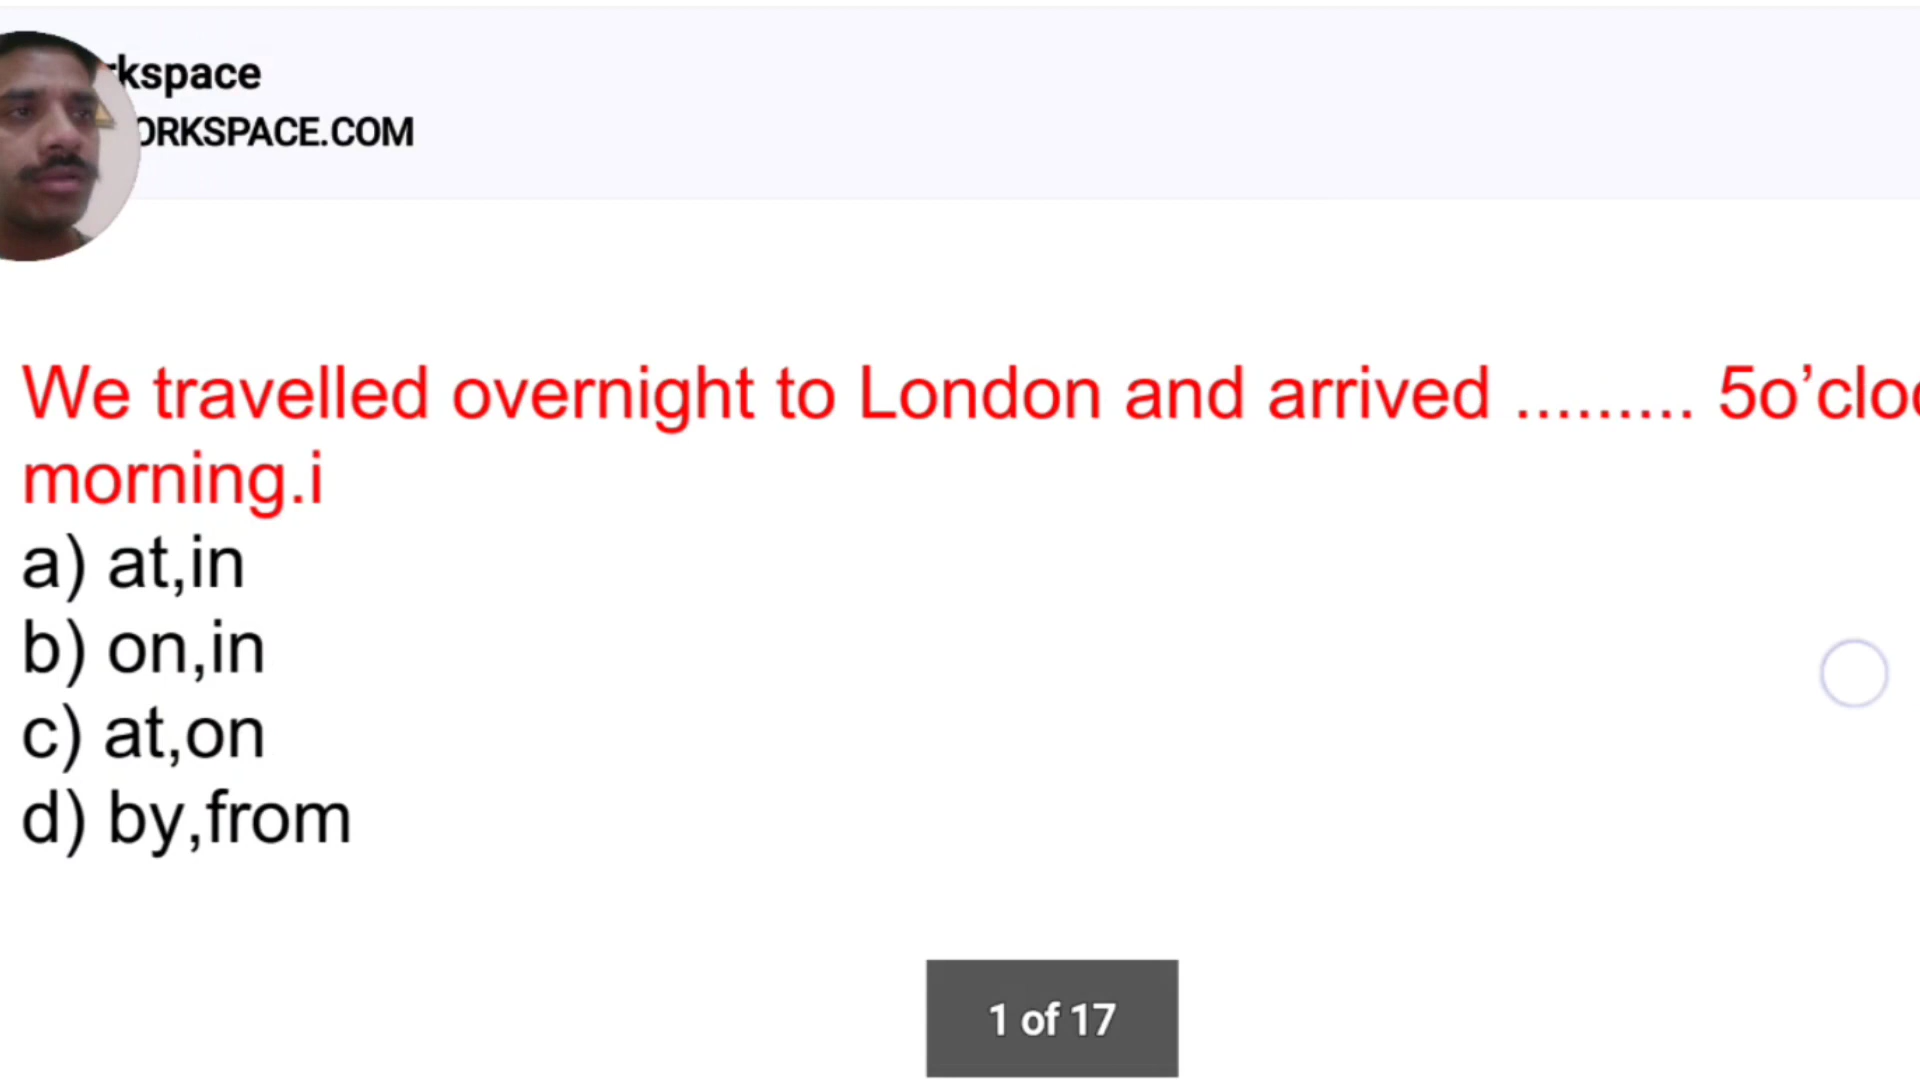 kspace
ORKSPACE.COM
We travelled overnight to London and arrived ......... 5o’cloc
morning.i
a) at,in
b) on,in
c) at,on
d) by,from
1 of 17